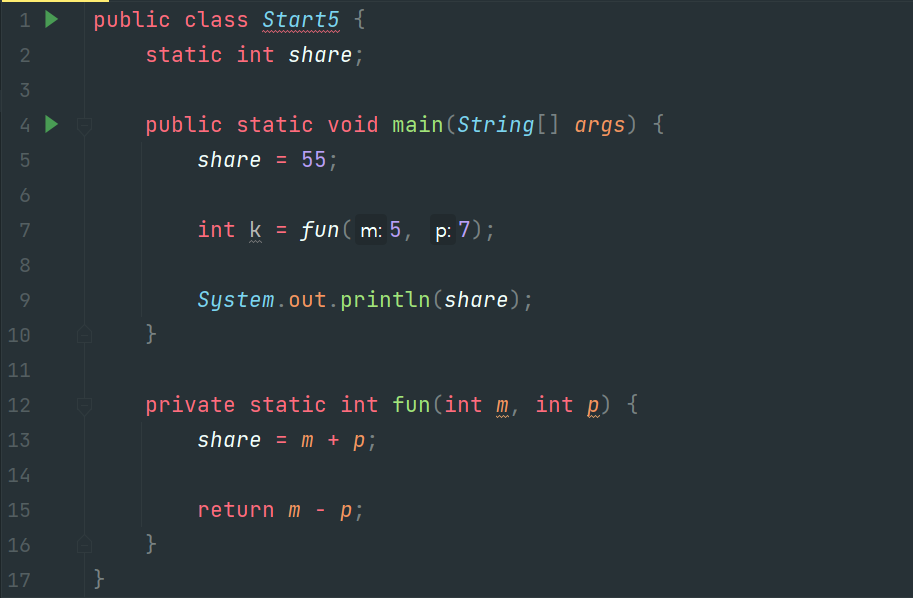 1 public class Start5 {
2 static int share;
3
4 public static void main(String[] args) {
5 share = 55;
6
7 int k = fun( m: 5, p: 7);
8
9 System.out.println(share);
10 }
11
12 private static int fun(int m, int p) {
13 share = m + p;
14
15 return m - p;
16 }
17 }